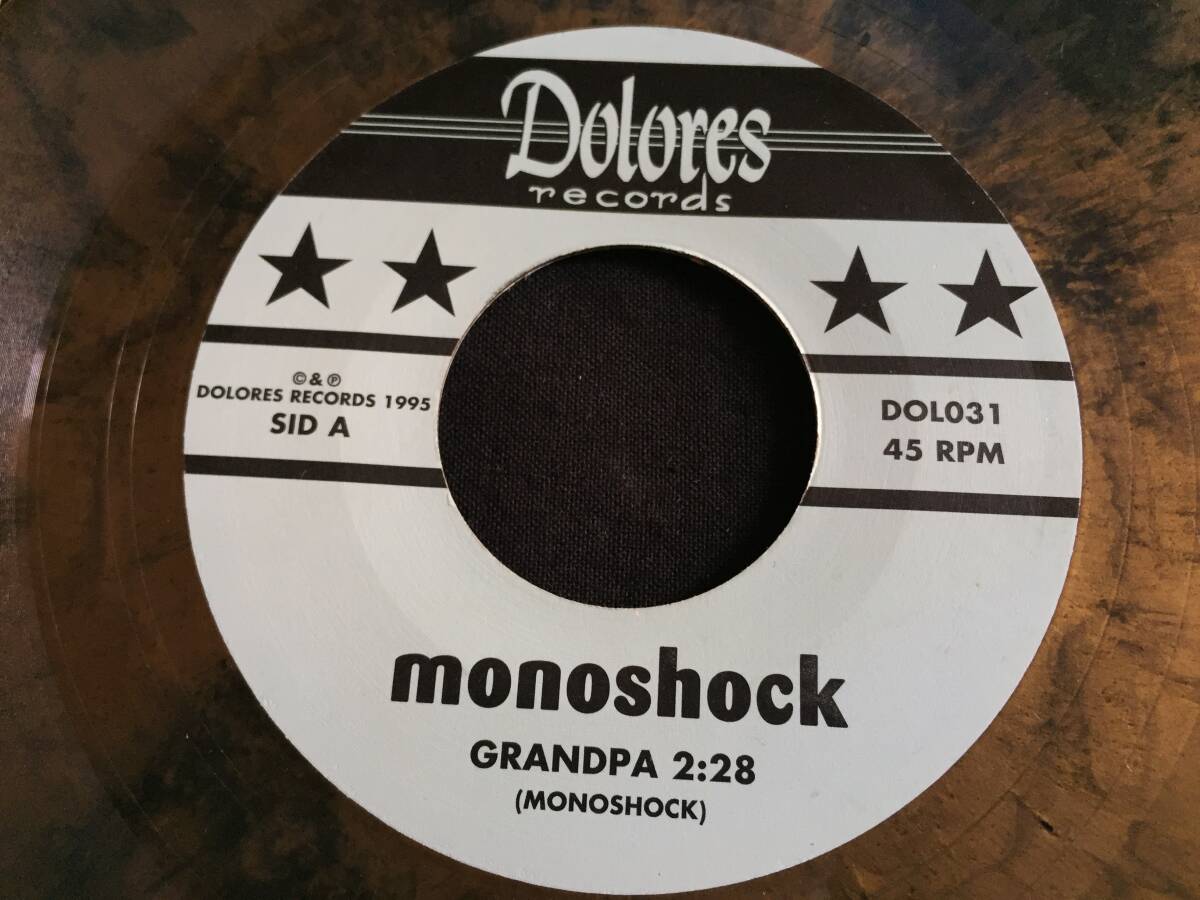 Dolores
records
© & ℗
DOLORES RECORDS 1995
SID A
DOL031
45 RPM
monoshock
GRANDPA 2:28
(MONOSHOCK)